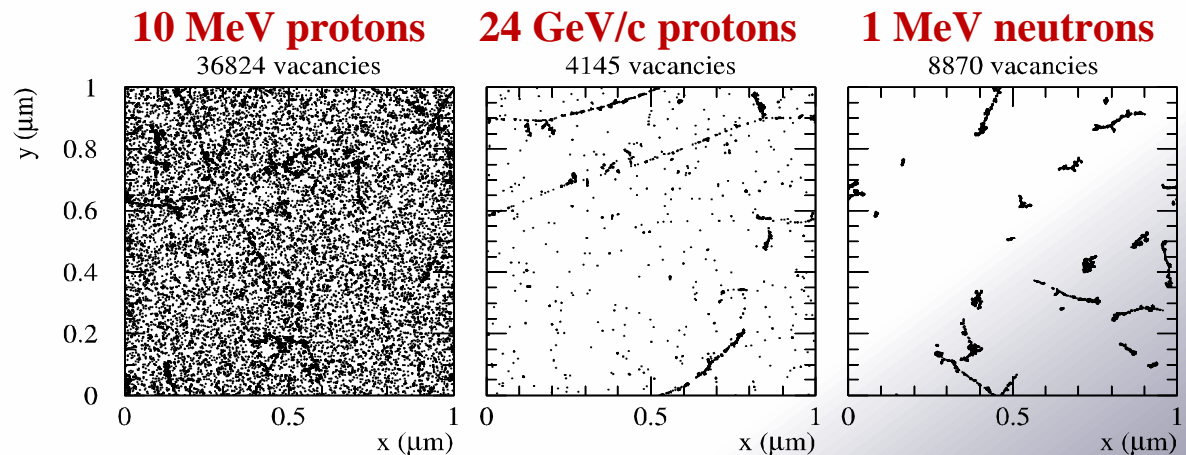 10 MeV protons 24 GeV/c protons 1 MeV neutrons
36824 vacancies 4145 vacancies 8870 vacancies
1
y (μm)
0.8
0.6
0.4
0.2
0
0 0.5 1 0 0.5 1 0 0.5 1
x (μm) x (μm) x (μm)